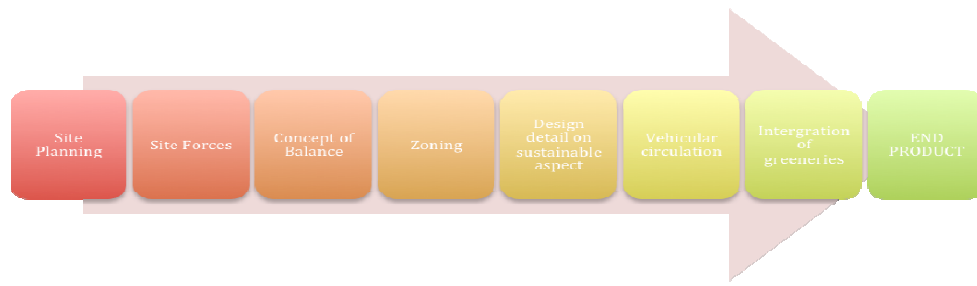 Site
Planning
Site Forces
Concept of
Balance
Zoning
Design
detail on
sustainable
aspect
Vehicular
circulation
Intergration
of
greeneries
END
PRODUCT